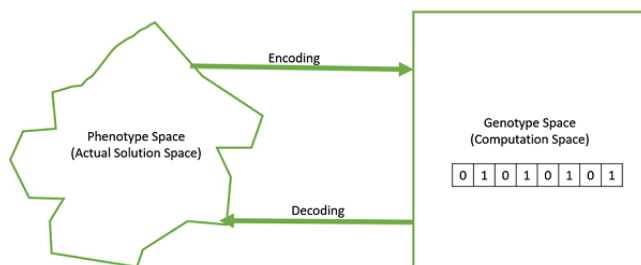 Encoding
Phenotype Space
(Actual Solution Space)
Genotype Space
(Computation Space)
0 1 0 1 0 1 0 1
Decoding